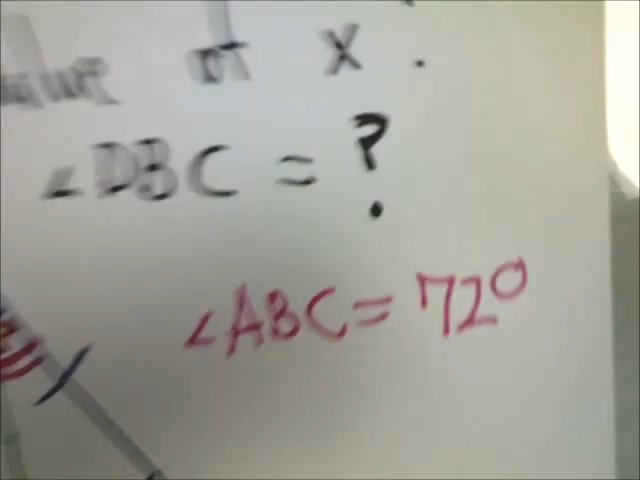 of x.
∠DBC = ?
∠ABC = 72°